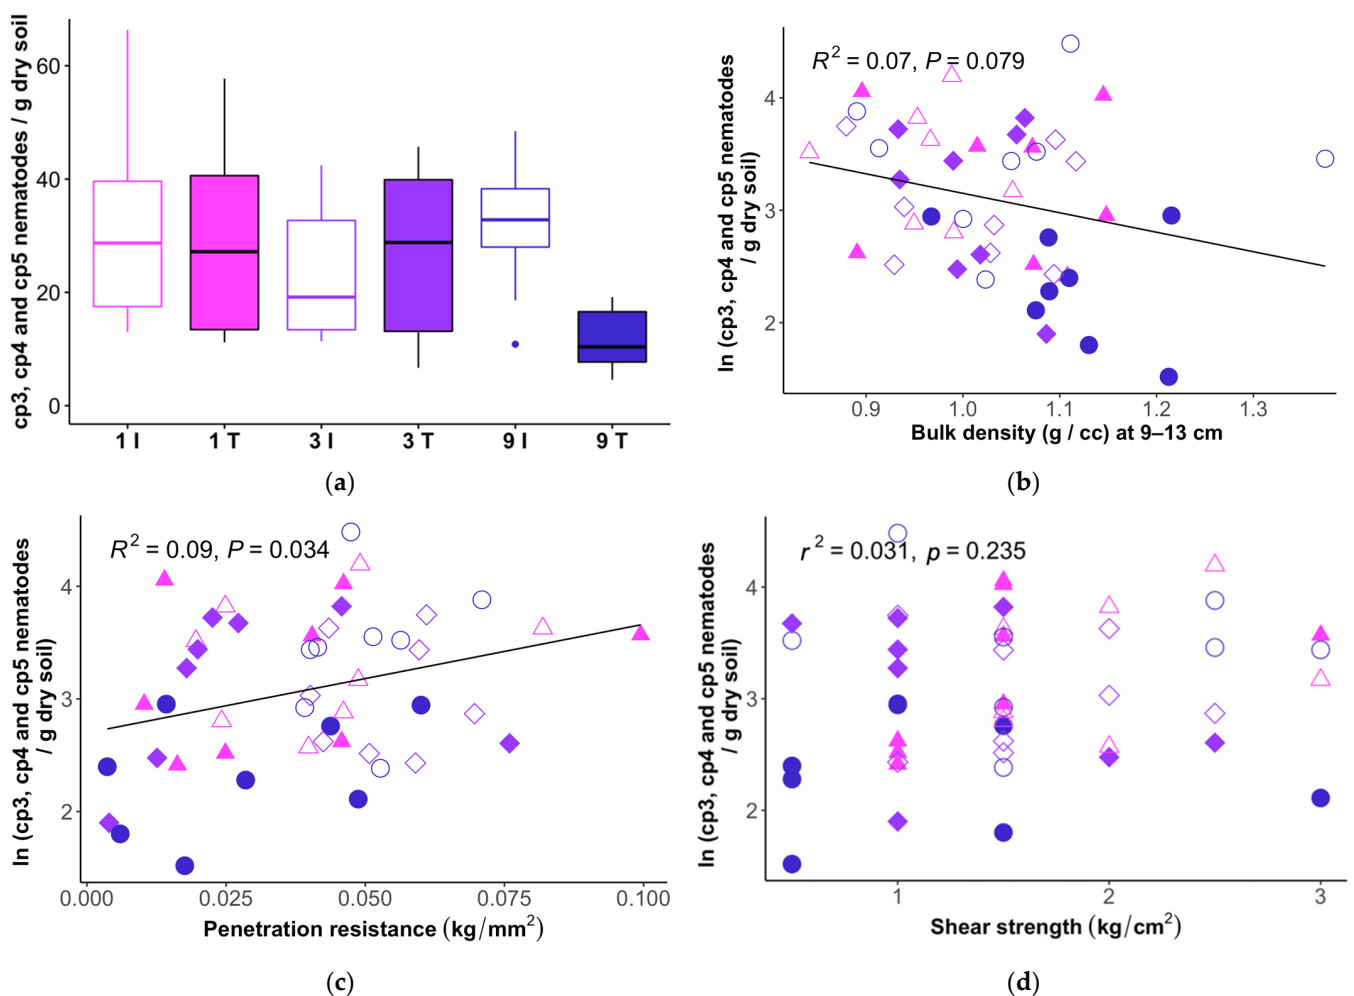 cp3, cp4 and cp5 nematodes / g dry soil
60
40
20
0
1 I
1 T
3 I
3 T
9 I
9 T
(a)
ln (cp3, cp4 and cp5 nematodes
/ g dry soil)
R² = 0.07, P = 0.079
4
3
2
0.9
1.0
1.1
1.2
1.3
Bulk density (g / cc) at 9–13 cm
(b)
ln (cp3, cp4 and cp5 nematodes
/ g dry soil)
R² = 0.09, P = 0.034
4
3
2
0.000
0.025
0.050
0.075
0.100
Penetration resistance (kg/mm²)
(c)
ln (cp3, cp4 and cp5 nematodes
/ g dry soil)
r² = 0.031, p = 0.235
4
3
2
1
2
3
Shear strength (kg/cm²)
(d)